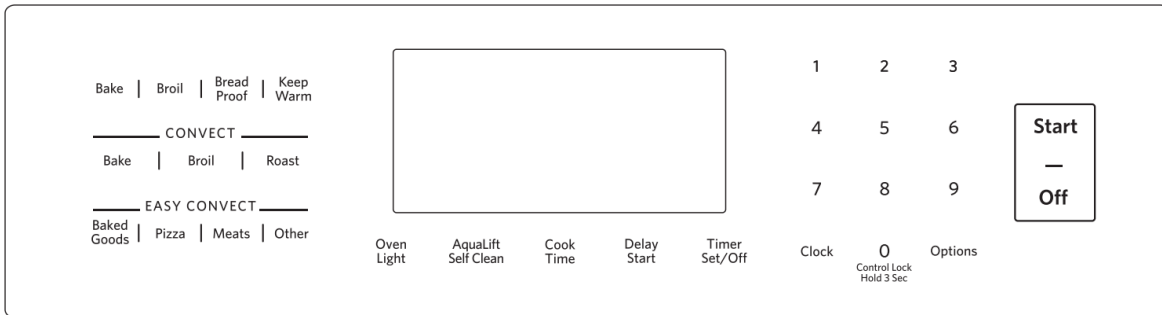 Bake | Broil | Bread Proof | Keep Warm
CONVECT
Bake | Broil | Roast
EASY CONVECT
Baked Goods | Pizza | Meats | Other
Oven Light
AquaLift Self Clean
Cook Time
Delay Start
Timer Set/Off
1 2 3
4 5 6
7 8 9
Clock 0 Options
Control Lock
Hold 3 Sec
Start
—
Off